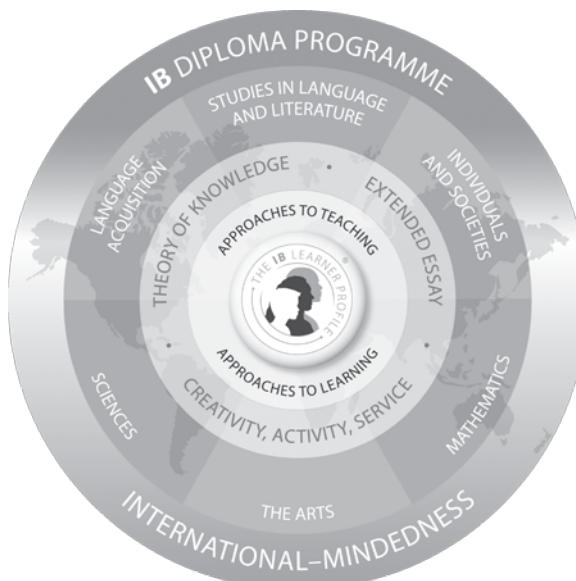 IB DIPLOMA PROGRAMME
STUDIES IN LANGUAGE
AND LITERATURE
LANGUAGE
ACQUISITION
INDIVIDUALS
AND SOCIETIES
THEORY OF KNOWLEDGE
EXTENDED ESSAY
APPROACHES TO TEACHING
THE IB LEARNER PROFILE
®
APPROACHES TO LEARNING
CREATIVITY, ACTIVITY, SERVICE
SCIENCES
MATHEMATICS
THE ARTS
INTERNATIONAL–MINDEDNESS